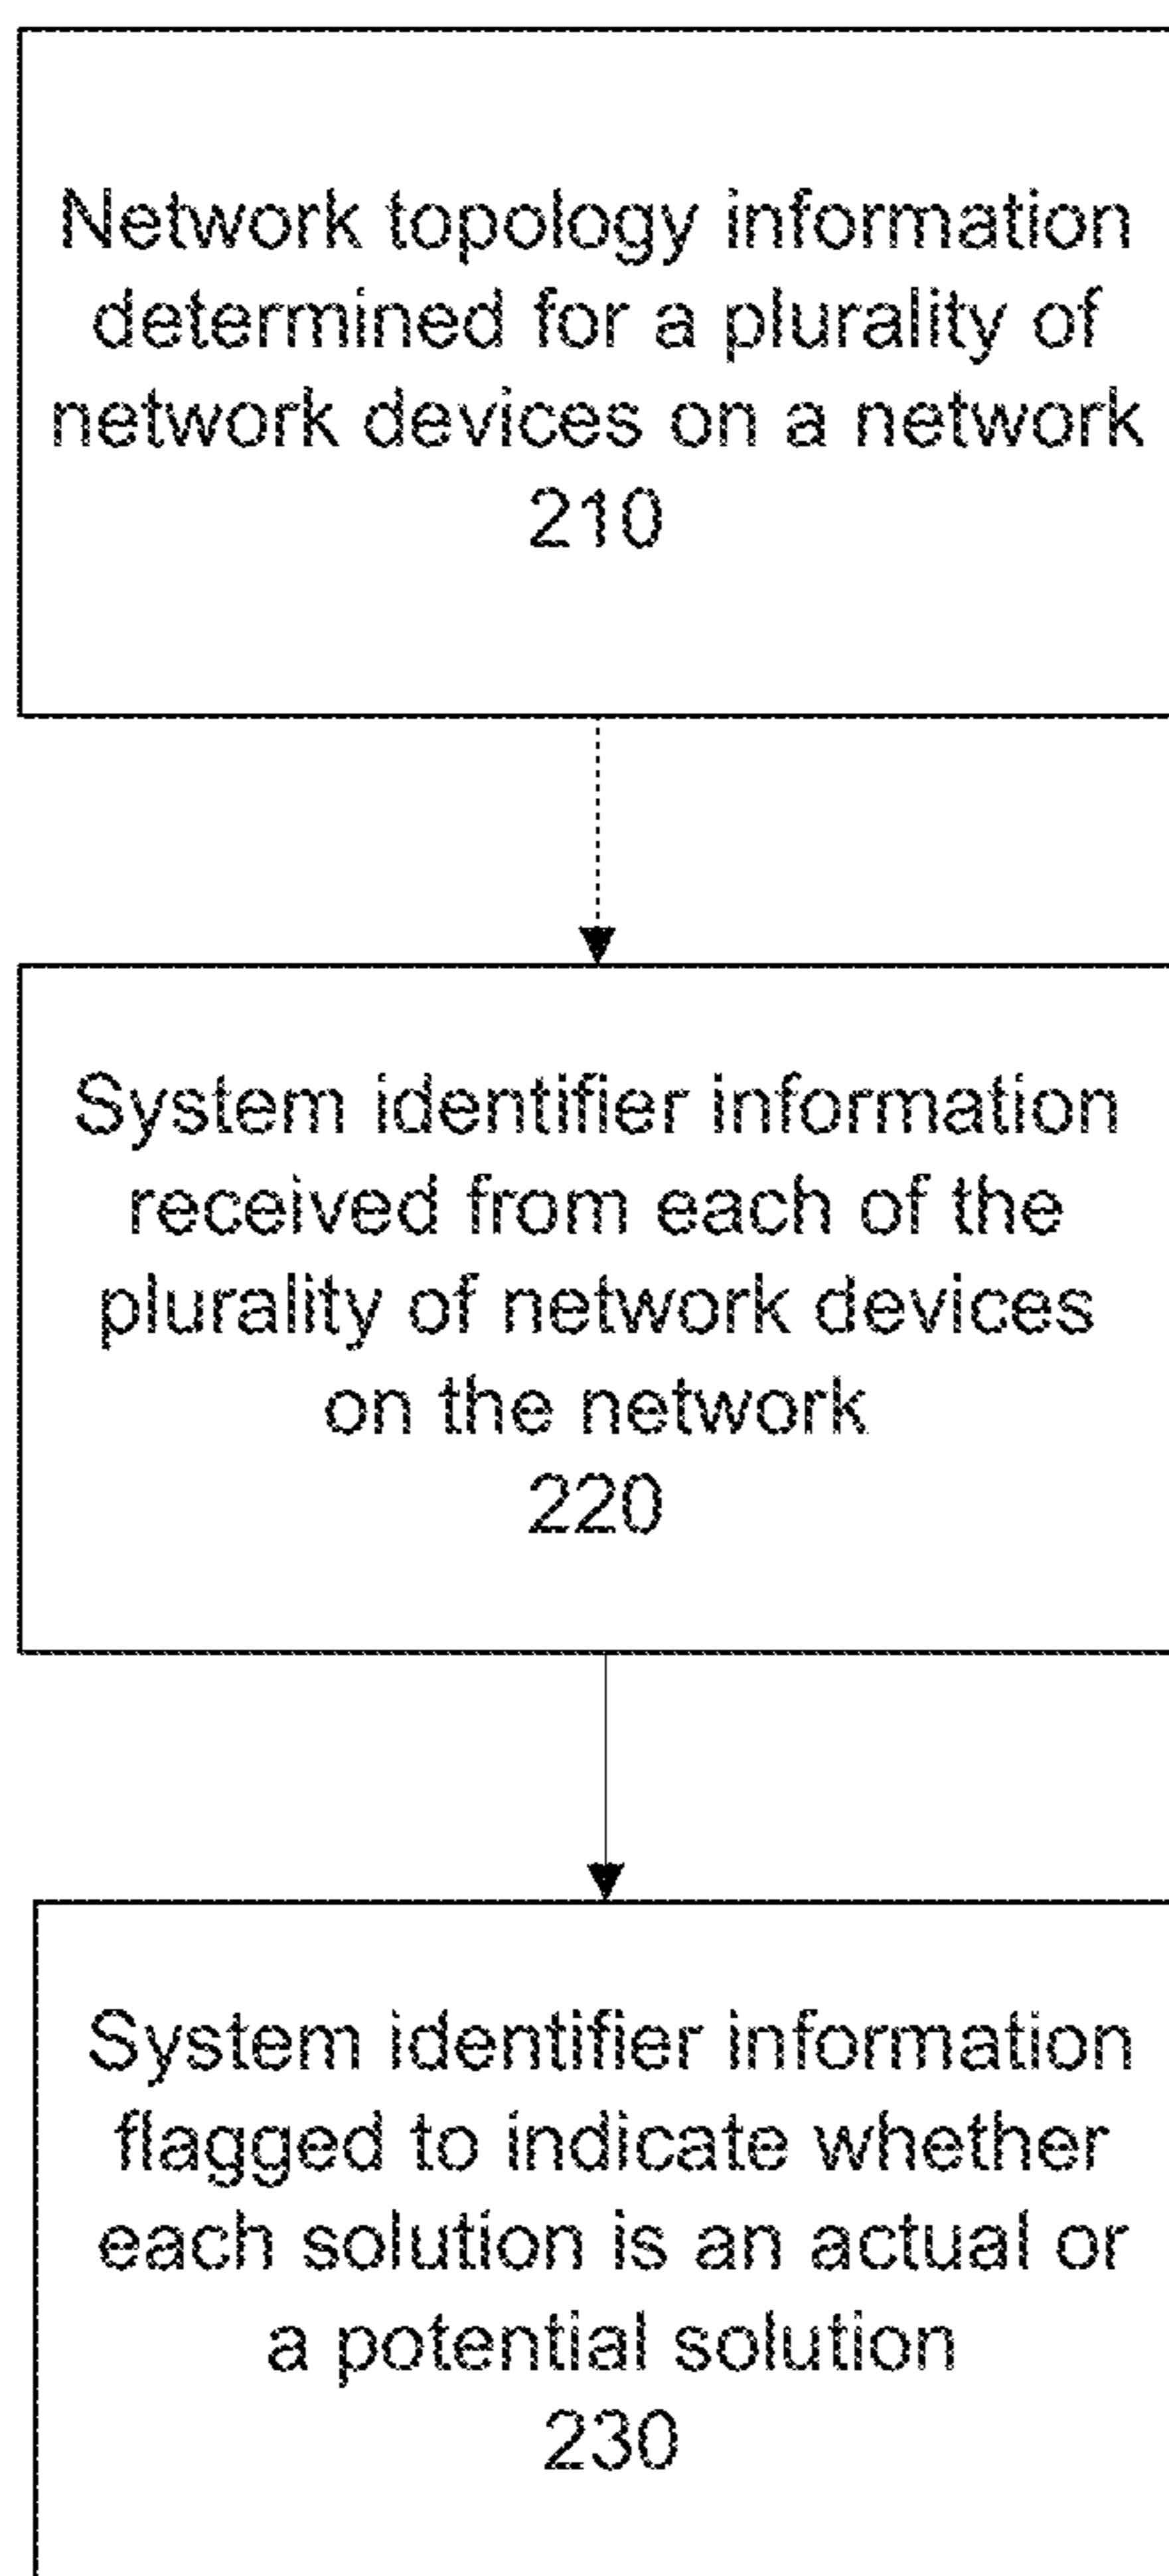 Network topology information
determined for a plurality of
network devices on a network
210
System identifier information
received from each of the
plurality of network devices
on the network
220
System identifier information
flagged to indicate whether
each solution is an actual or
a potential solution
230